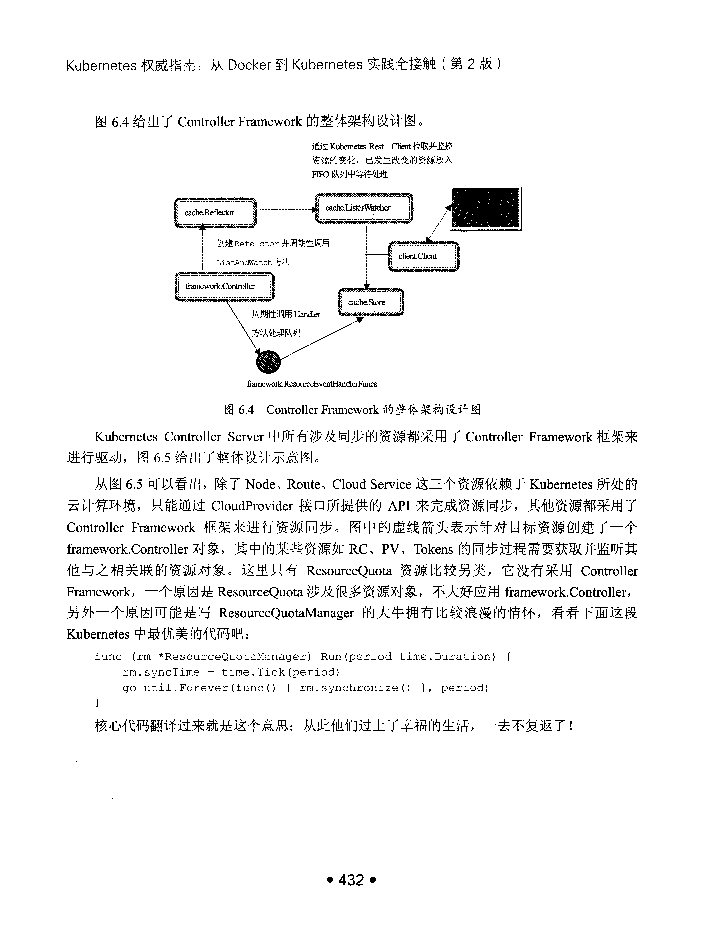 Kubernetes 权威指南：从 Docker 到 Kubernetes 实践全接触（第 2 版）
图 6.4 给出了 Controller Framework 的整体架构设计图。
通过 Kubernetes Rest Client 拉取并监控
资源的变化，已发生改变的资源放入
FIFO 队列中等待处理
cache.Reflector
cache.ListerWatcher
创建 Reflector 并周期性调用
ListAndWatch 方法
client.Client
framework.Controller
cache.Store
周期性调用 Handler
方法处理队列
framework.ResourceEventHandlerFuncs
图 6.4 Controller Framework 的整体架构设计图
Kubernetes Controller Server 中所有涉及同步的资源都采用了 Controller Framework 框架来
进行驱动，图 6.5 给出了整体设计示意图。
从图 6.5 可以看出，除了 Node、Route、Cloud Service 这三个资源依赖于 Kubernetes 所处的
云计算环境，只能通过 CloudProvider 接口所提供的 API 来完成资源同步，其他资源都采用了
Controller Framework 框架来进行资源同步。图中的虚线箭头表示针对目标资源创建了一个
framework.Controller 对象，其中的某些资源如 RC、PV、Tokens 的同步过程需要获取并监听其
他与之相关联的资源对象。这里只有 ResourceQuota 资源比较另类，它没有采用 Controller
Framework，一个原因是 ResourceQuota 涉及很多资源对象，不大好应用 framework.Controller，
另外一个原因可能是写 ResourceQuotaManager 的大牛拥有比较浪漫的情怀，看看下面这段
Kubernetes 中最优美的代码吧：
func (rm *ResourceQuotaManager) Run(period time.Duration) {
rm.syncTime = time.Tick(period)
go util.Forever(func() { rm.synchronize() }, period)
}
核心代码翻译过来就是这个意思：从此他们过上了幸福的生活，一去不复返了！
• 432 •